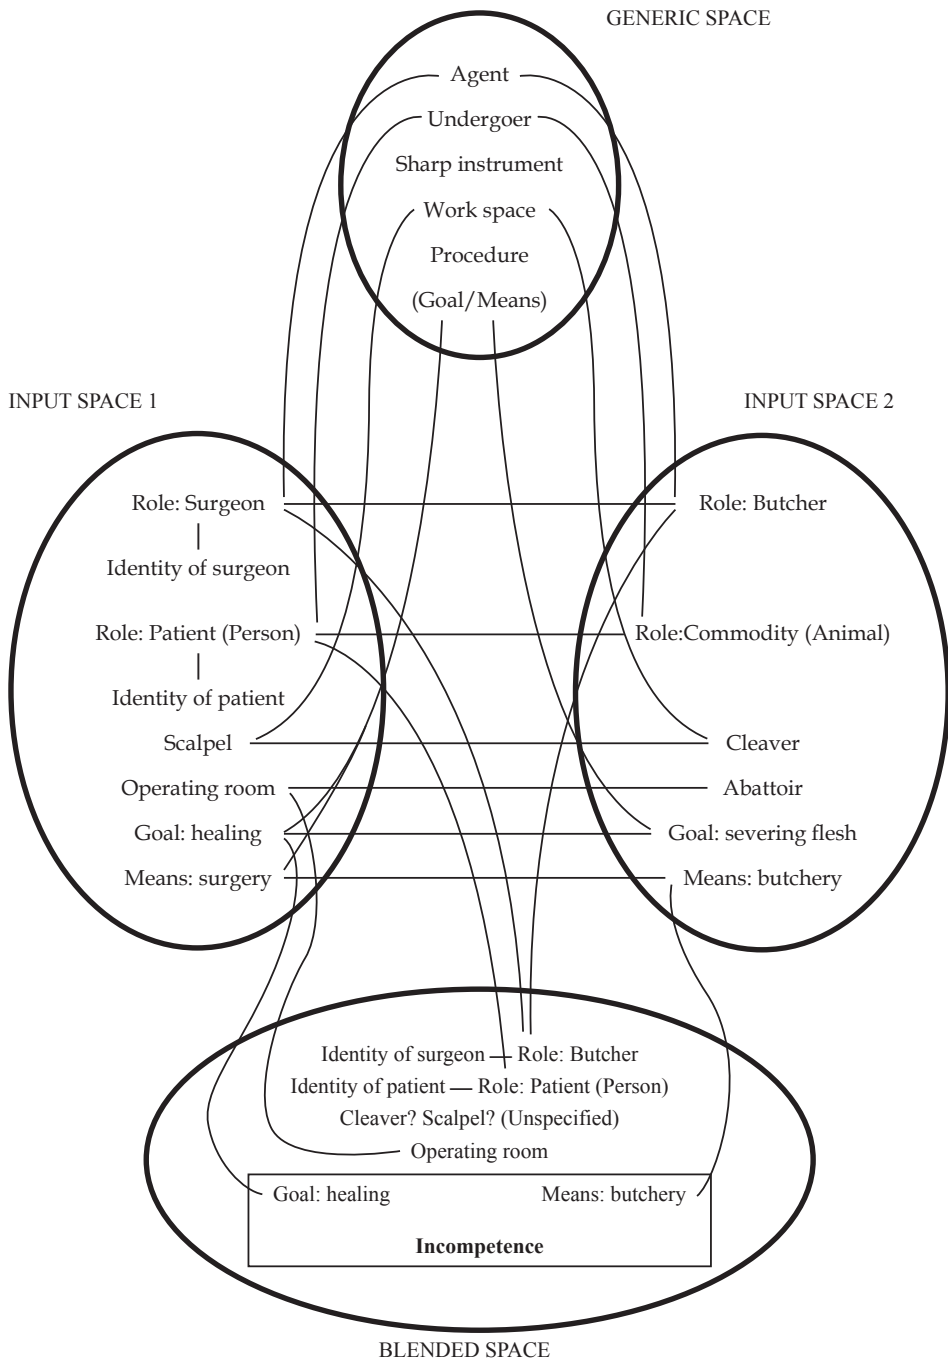 GENERIC SPACE
Agent
Undergoer
Sharp instrument
Work space
Procedure
(Goal/Means)
INPUT SPACE 1
Role: Surgeon
Identity of surgeon
Role: Patient (Person)
Identity of patient
Scalpel
Operating room
Goal: healing
Means: surgery
INPUT SPACE 2
Role: Butcher
Role:Commodity (Animal)
Cleaver
Abattoir
Goal: severing flesh
Means: butchery
Identity of surgeon — Role: Butcher
Identity of patient — Role: Patient (Person)
Cleaver? Scalpel? (Unspecified)
Operating room
Goal: healing Means: butchery
Incompetence
BLENDED SPACE